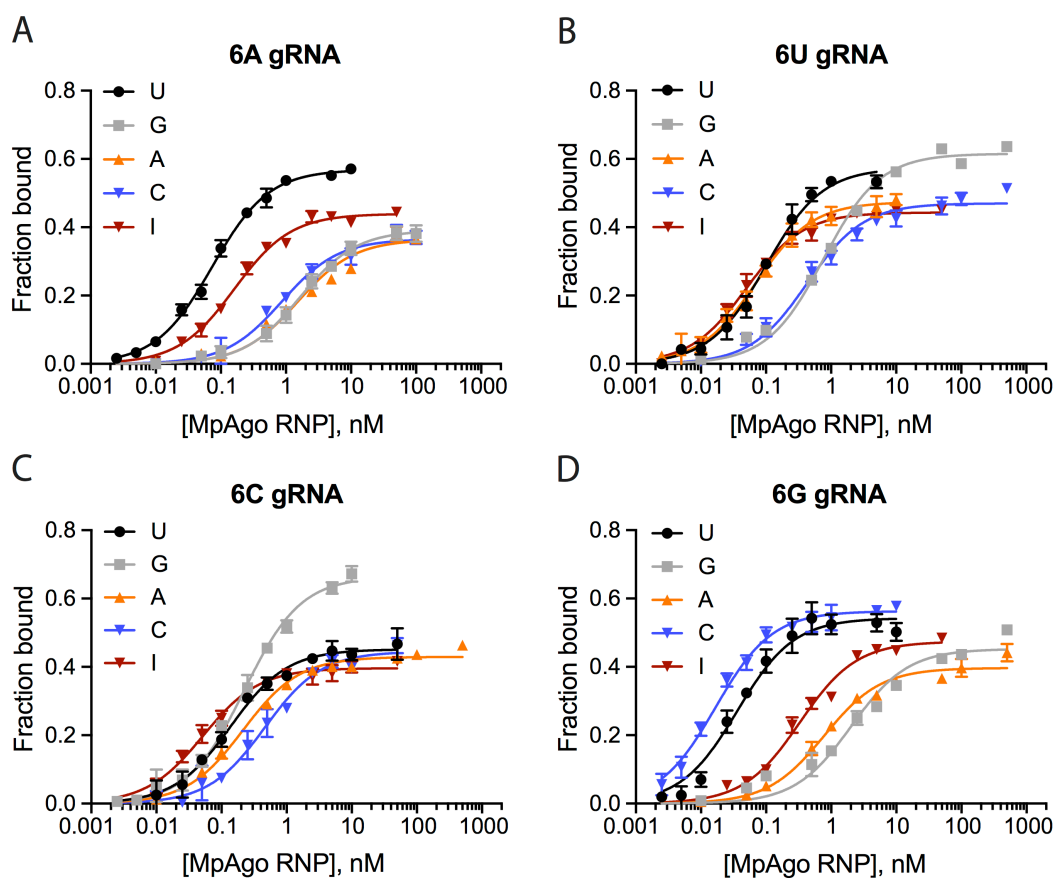 A
6A gRNA
0.8
0.6
0.4
0.2
0.0
Fraction bound
U
G
A
C
I
0.001 0.01 0.1 1 10 100 1000
[MpAgo RNP], nM
B
6U gRNA
0.8
0.6
0.4
0.2
0.0
Fraction bound
U
G
A
C
I
0.001 0.01 0.1 1 10 100 1000
[MpAgo RNP], nM
C
6C gRNA
0.8
0.6
0.4
0.2
0.0
Fraction bound
U
G
A
C
I
0.001 0.01 0.1 1 10 100 1000
[MpAgo RNP], nM
D
6G gRNA
0.8
0.6
0.4
0.2
0.0
Fraction bound
U
G
A
C
I
0.001 0.01 0.1 1 10 100 1000
[MpAgo RNP], nM